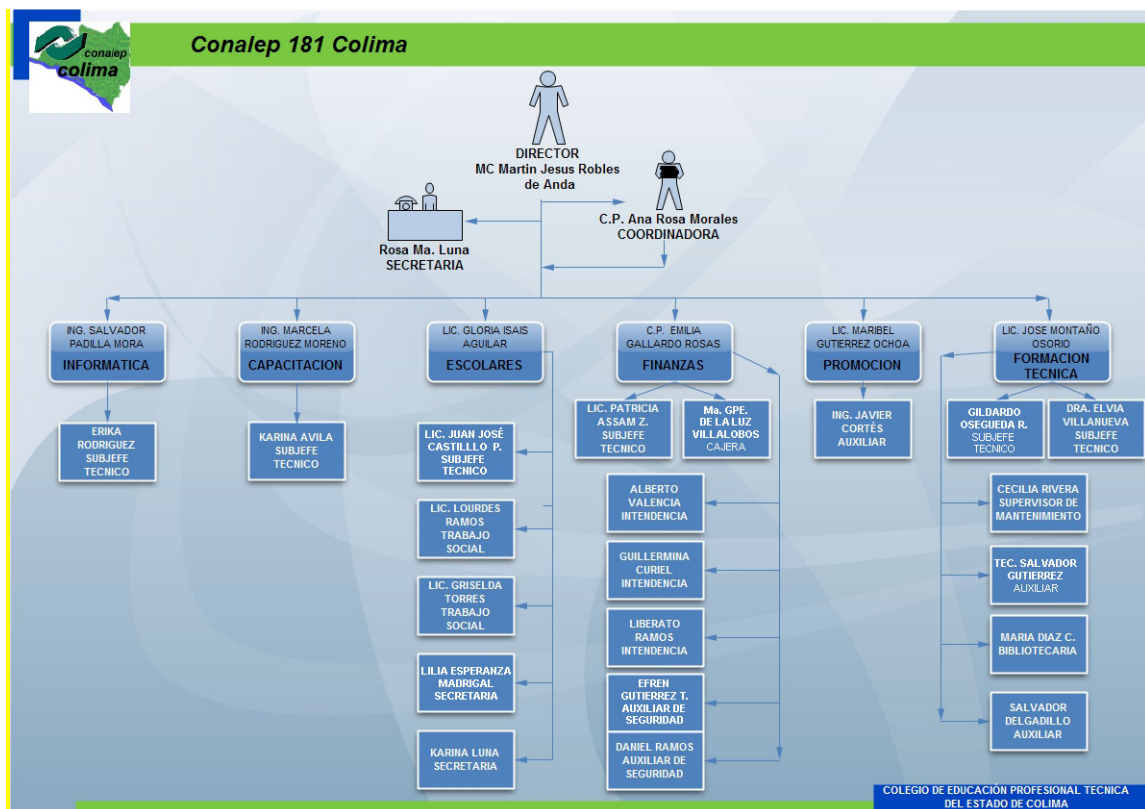 conalep
colima
Conalep 181 Colima
DIRECTOR
MC Martin Jesus Robles
de Anda
C.P. Ana Rosa Morales
COORDINADORA
Rosa Ma. Luna
SECRETARIA
ING. SALVADOR
PADILLA MORA
INFORMATICA
ING. MARCELA
RODRIGUEZ MORENO
CAPACITACION
LIC. GLORIA ISAIS
AGUILAR
ESCOLARES
C.P. EMILIA
GALLARDO ROSAS
FINANZAS
LIC. MARIBEL
GUTIERREZ OCHOA
PROMOCION
LIC. JOSE MONTAÑO
OSORIO
FORMACION
TECNICA
ERIKA
RODRIGUEZ
SUBJEFE
TECNICO
KARINA AVILA
SUBJEFE
TECNICO
LIC. JUAN JOSÉ
CASTILLLO P.
SUBJEFE
TECNICO
LIC. LOURDES
RAMOS
TRABAJO
SOCIAL
LIC. GRISELDA
TORRES
TRABAJO
SOCIAL
LILIA ESPERANZA
MADRIGAL
SECRETARIA
KARINA LUNA
SECRETARIA
LIC. PATRICIA
ASSAM Z.
SUBJEFE
TECNICO
Ma. GPE.
DE LA LUZ
VILLALOBOS
CAJERA
ALBERTO
VALENCIA
INTENDENCIA
GUILLERMINA
CURIEL
INTENDENCIA
LIBERATO
RAMOS
INTENDENCIA
EFREN
GUTIERREZ T.
AUXILIAR DE
SEGURIDAD
DANIEL RAMOS
AUXILIAR DE
SEGURIDAD
ING. JAVIER
CORTÉS
AUXILIAR
GILDARDO
OSEGUEDA R.
SUBJEFE
TECNICO
DRA. ELVIA
VILLANUEVA
SUBJEFE
TECNICO
CECILIA RIVERA
SUPERVISOR DE
MANTENIMIENTO
TEC. SALVADOR
GUTIERREZ
AUXILIAR
MARIA DIAZ C.
BIBLIOTECARIA
SALVADOR
DELGADILLO
AUXILIAR
COLEGIO DE EDUCACIÓN PROFESIONAL TECNICA
DEL ESTADO DE COLIMA